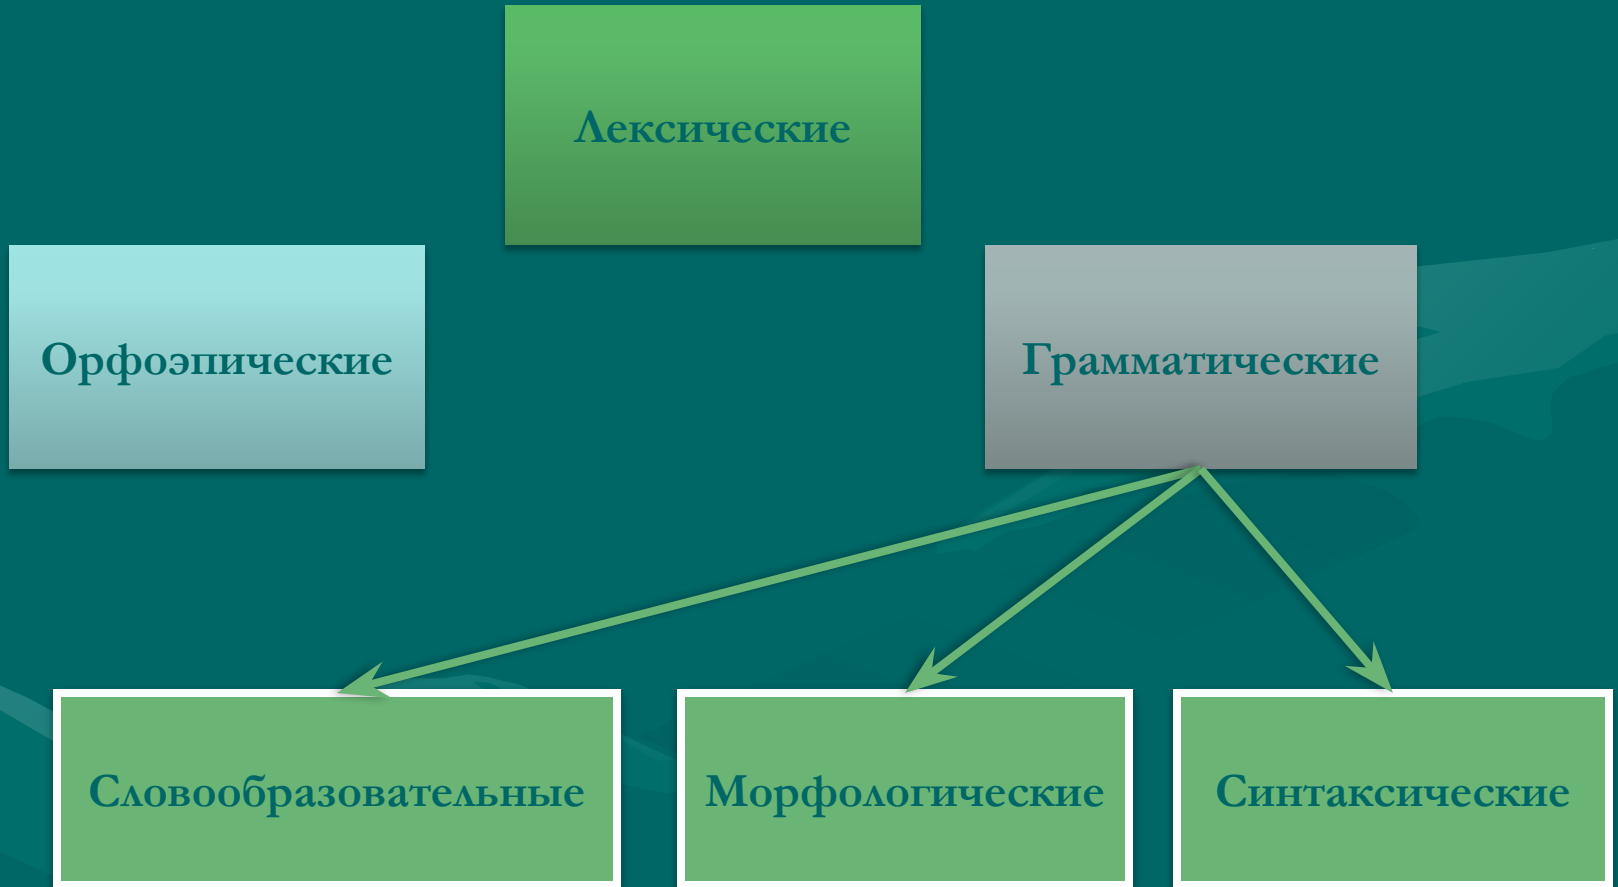 Лексические
Орфоэпические
Грамматические
Словообразовательные
Морфологические
Синтаксические